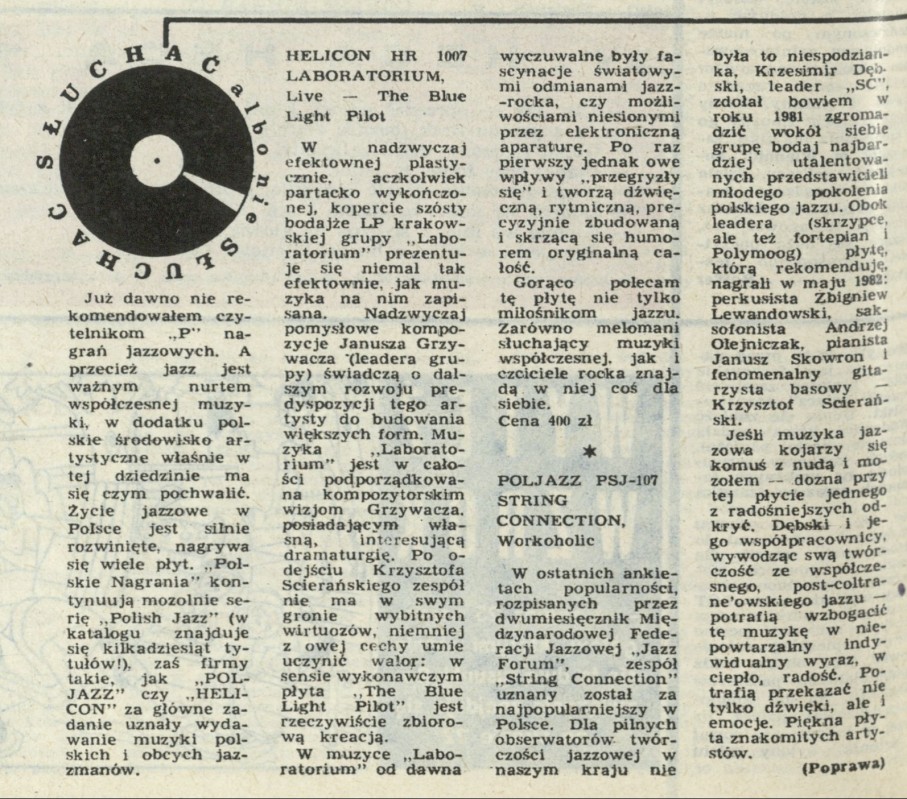 SŁUCHAĆ albo nie SŁUCHAĆ
Już dawno nie re-
komendowałem czy-
telnikom „P” na-
grań jazzowych. A
przecież jazz jest
ważnym nurtem
współczesnej muzy-
ki, w dodatku pol-
skie środowisko ar-
tystyczne właśnie w
tej dziedzinie ma
się czym pochwalić.
Życie jazzowe w
Polsce jest silnie
rozwinięte, nagrywa
się wiele płyt. „Pol-
skie Nagrania” kon-
tynuują mozolnie se-
rię „Polish Jazz” (w
katalogu znajduje
się kilkadziesiąt ty-
tułów!), zaś firmy
takie, jak „POL-
JAZZ” czy „HELI-
CON” za główne za-
danie uznały wyda-
wanie muzyki pol-
skich i obcych jaz-
zmanów.
HELICON HR 1007
LABORATORIUM,
Live — The Blue
Light Pilot
W nadzwyczaj
efektownej plasty-
cznie, aczkolwiek
partacko wykończo-
nej, kopercie szósty
bodajże LP krakow-
skiej grupy „Labo-
ratorium” prezentu-
je się niemal tak
efektownie, jak mu-
zyka na nim zapi-
sana. Nadzwyczaj
pomysłowe kompo-
zycje Janusza Grzy-
wacza (leadera gru-
py) świadczą o dal-
szym rozwoju pre-
dyspozycji tego ar-
tysty do budowania
większych form. Mu-
zyka „Laborato-
rium” jest w cało-
ści podporządkowa-
na kompozytorskim
wizjom Grzywacza,
posiadającym wła-
sną, interesującą
dramaturgię. Po o-
dejściu Krzysztofa
Scierańskiego zespół
nie ma w swym
gronie wybitnych
wirtuozów, niemniej
z owej cechy umie
uczynić walor: w
sensie wykonawczym
płyta „The Blue
Light Pilot” jest
rzeczywiście zbioro-
wą kreacją.
W muzyce „Labo-
ratorium” od dawna
wyczuwalne były fa-
scynacje światowy-
mi odmianami jazz-
-rocka, czy możli-
wościami niesionymi
przez elektroniczną
aparaturę. Po raz
pierwszy jednak owe
wpływy „przegryzły
się” i tworzą dźwię-
czną, rytmiczną, pre-
cyzyjnie zbudowaną
i skrzącą się humo-
rem oryginalną ca-
łość.
Gorąco polecam
tę płytę nie tylko
miłośnikom jazzu.
Zarówno melomani
słuchający muzyki
współczesnej, jak i
czciciele rocka znaj-
dą w niej coś dla
siebie.
Cena 400 zł
★
POLJAZZ PSJ-107
STRING
CONNECTION,
Workoholic
W ostatnich ankie-
tach popularności,
rozpisanych przez
dwumiesięcznik Mię-
dzynarodowej Fede-
racji Jazzowej „Jazz
Forum”, zespół
„String Connection”
uznany został za
najpopularniejszy w
Polsce. Dla pilnych
obserwatorów twór-
czości jazzowej w
naszym kraju nie
była to niespodzian-
ka, Krzesimir Dęb-
ski, leader „SC”,
zdołał bowiem w
roku 1981 zgroma-
dzić wokół siebie
grupę bodaj najbar-
dziej utalentowa-
nych przedstawicieli
młodego pokolenia
polskiego jazzu. Obok
leadera (skrzypce,
ale też fortepian i
Polymoog) płytę,
którą rekomenduję,
nagrali w maju 1982:
perkusista Zbigniew
Lewandowski, sak-
sofonista Andrzej
Olejniczak, pianista
Janusz Skowron i
fenomenalny gita-
rzysta basowy —
Krzysztof Scierań-
ski.
Jeśli muzyka jaz-
zowa kojarzy się
komuś z nudą i mo-
zołem — dozna przy
tej płycie jednego
z radośniejszych od-
kryć. Dębski i je-
go współpracownicy,
wywodząc swą twór-
czość ze współcze-
snego, post-coltra-
ne'owskiego jazzu —
potrafią wzbogacić
tę muzykę w nie-
powtarzalny indy-
widualny wyraz, w
ciepło, radość. Po-
trafią przekazać nie
tylko dźwięki, ale i
emocje. Piękna pły-
ta znakomitych arty-
stów.
(Poprawa)